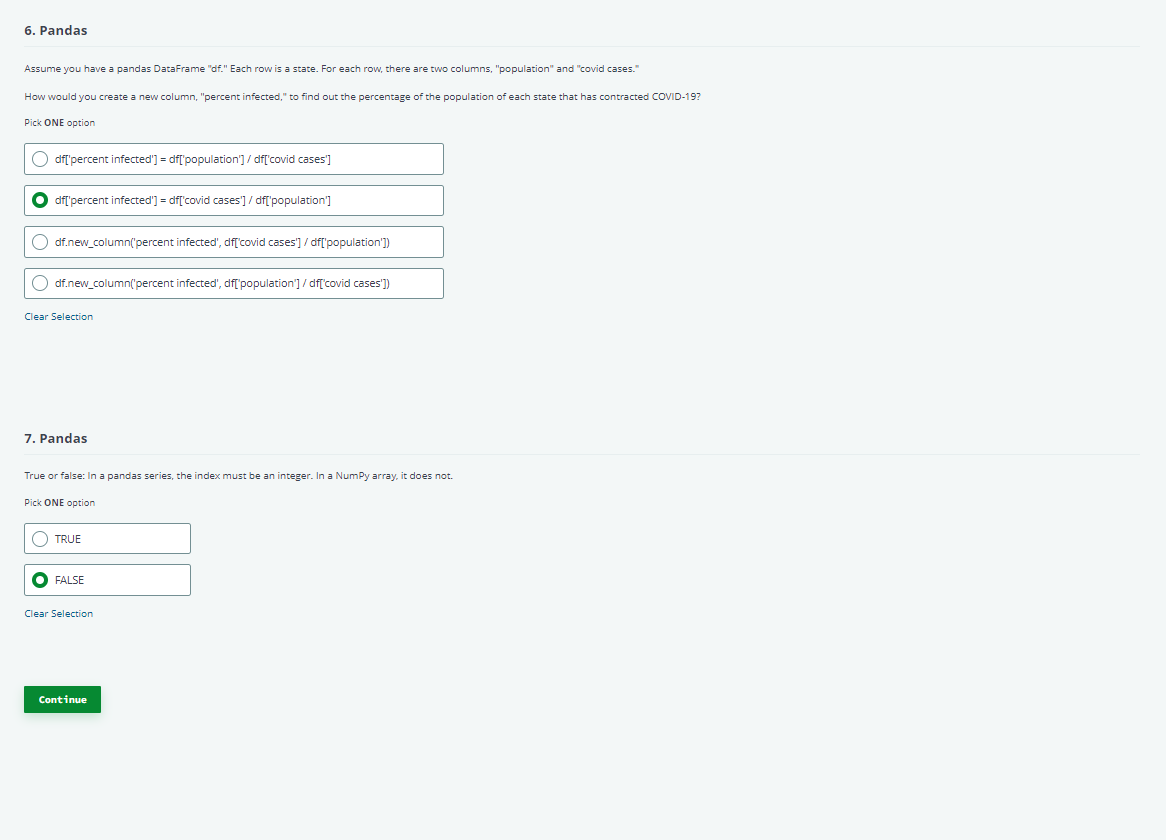 6. Pandas
Assume you have a pandas DataFrame "df." Each row is a state. For each row, there are two columns, "population" and "covid cases."
How would you create a new column, "percent infected," to find out the percentage of the population of each state that has contracted COVID-19?
Pick ONE option
df['percent infected'] = df['population'] / df['covid cases']
df['percent infected'] = df['covid cases'] / df['population']
df.new_column('percent infected', df['covid cases'] / df['population'])
df.new_column('percent infected', df['population'] / df['covid cases'])
Clear Selection
7. Pandas
True or false: In a pandas series, the index must be an integer. In a NumPy array, it does not.
Pick ONE option
TRUE
FALSE
Clear Selection
Continue